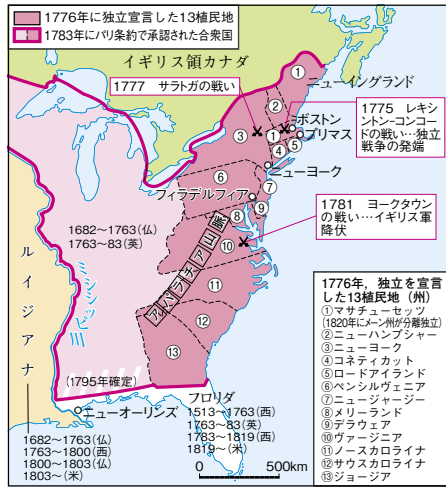 1776年に独立宣言した13植民地
1783年にパリ条約で承認された合衆国
イギリス領カナダ
①
ニューイングランド
1777 サラトガの戦い
②
1775 レキシ
ントン-コンコー
ドの戦い…独立
戦争の発端
③
①
ボストン
プリマス
④
⑤
ニューヨーク
⑥
⑦
フィラデルフィア
⑨
1781 ヨークタウン
の戦い…イギリス軍
降伏
1682〜1763(仏)
1763〜83(英)
アパラチア山脈
⑧
⑩
ルイジアナ
ミシシッピ川
⑪
⑫
⑬
(1795年確定)
ニューオーリンズ
1682〜1763(仏)
1763〜1800(西)
1800〜1803(仏)
1803〜(米)
フロリダ
1513〜1763(西)
1763〜83(英)
1783〜1819(西)
1819〜(米)
0
500km
1776年,独立を宣言
した13植民地(州)
①マサチューセッツ
(1820年にメーン州が分離独立)
②ニューハンプシャー
③ニューヨーク
④コネティカット
⑤ロードアイランド
⑥ペンシルヴェニア
⑦ニュージャージー
⑧メリーランド
⑨デラウェア
⑩ヴァージニア
⑪ノースカロライナ
⑫サウスカロライナ
⑬ジョージア